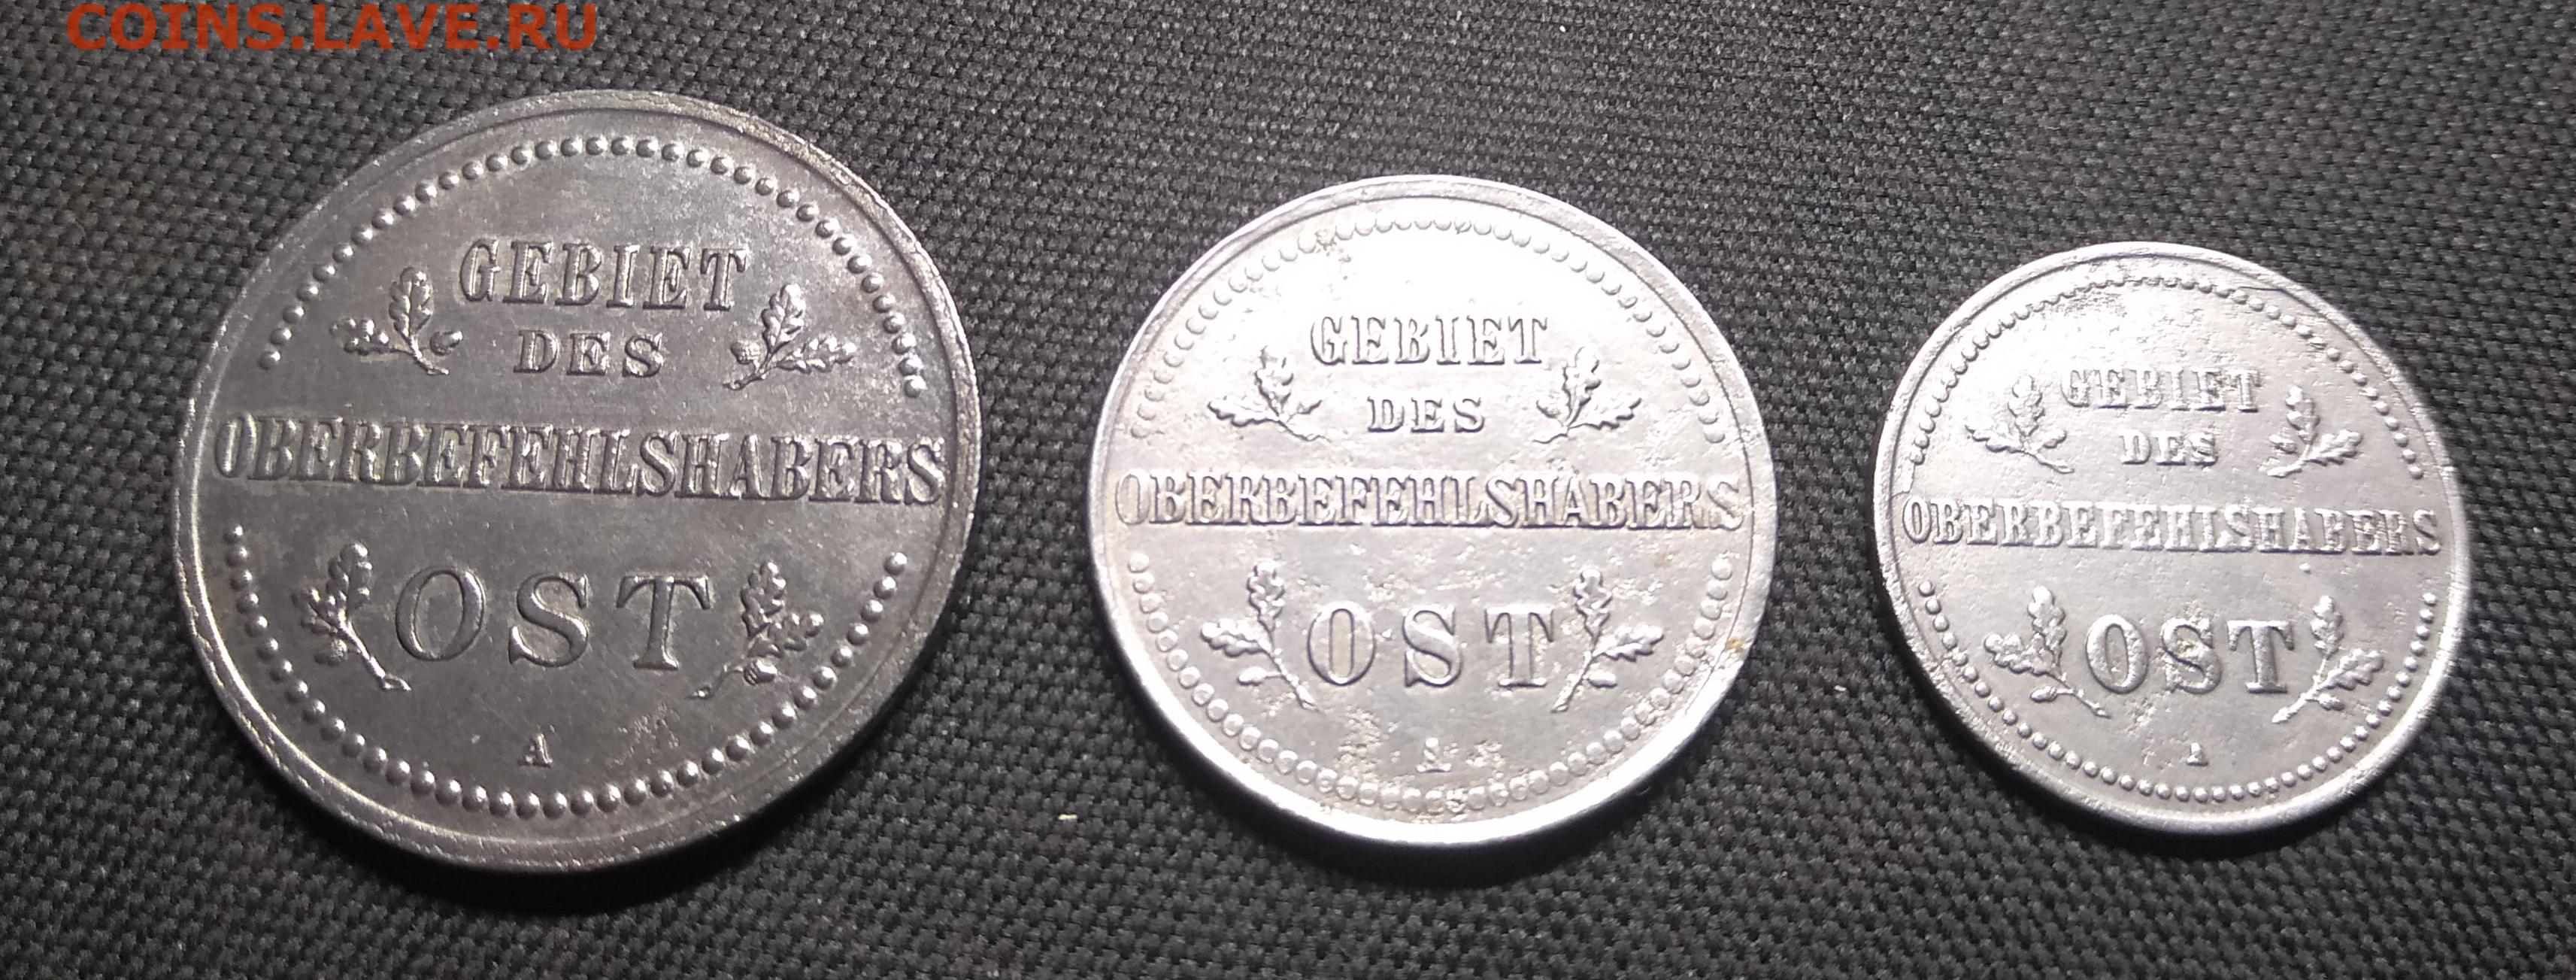 COINS.LAVE.RU
GEBIET
DES
OBERBEFEHLSHABERS
OST
A
GEBIET
DES
OBERBEFEHLSHABERS
OST
A
GEBIET
DES
OBERBEFEHLSHABERS
OST
A